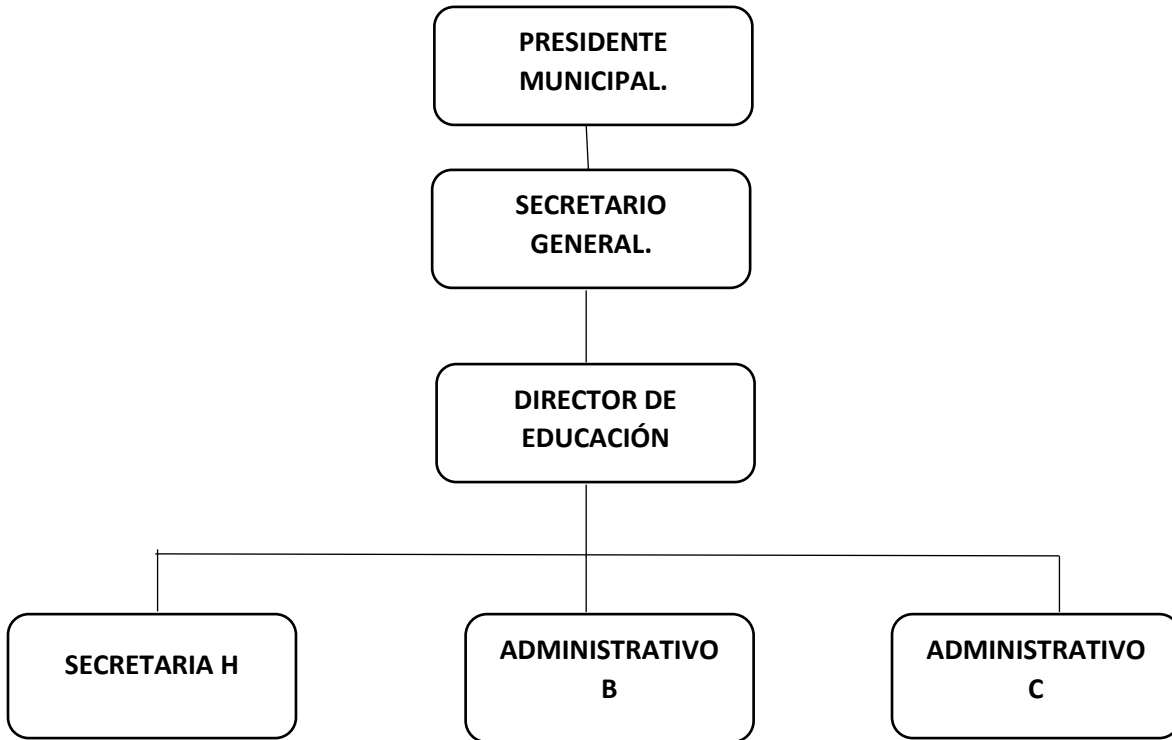 PRESIDENTE
MUNICIPAL.
SECRETARIO
GENERAL.
DIRECTOR DE
EDUCACIÓN
SECRETARIA H
ADMINISTRATIVO
B
ADMINISTRATIVO
C